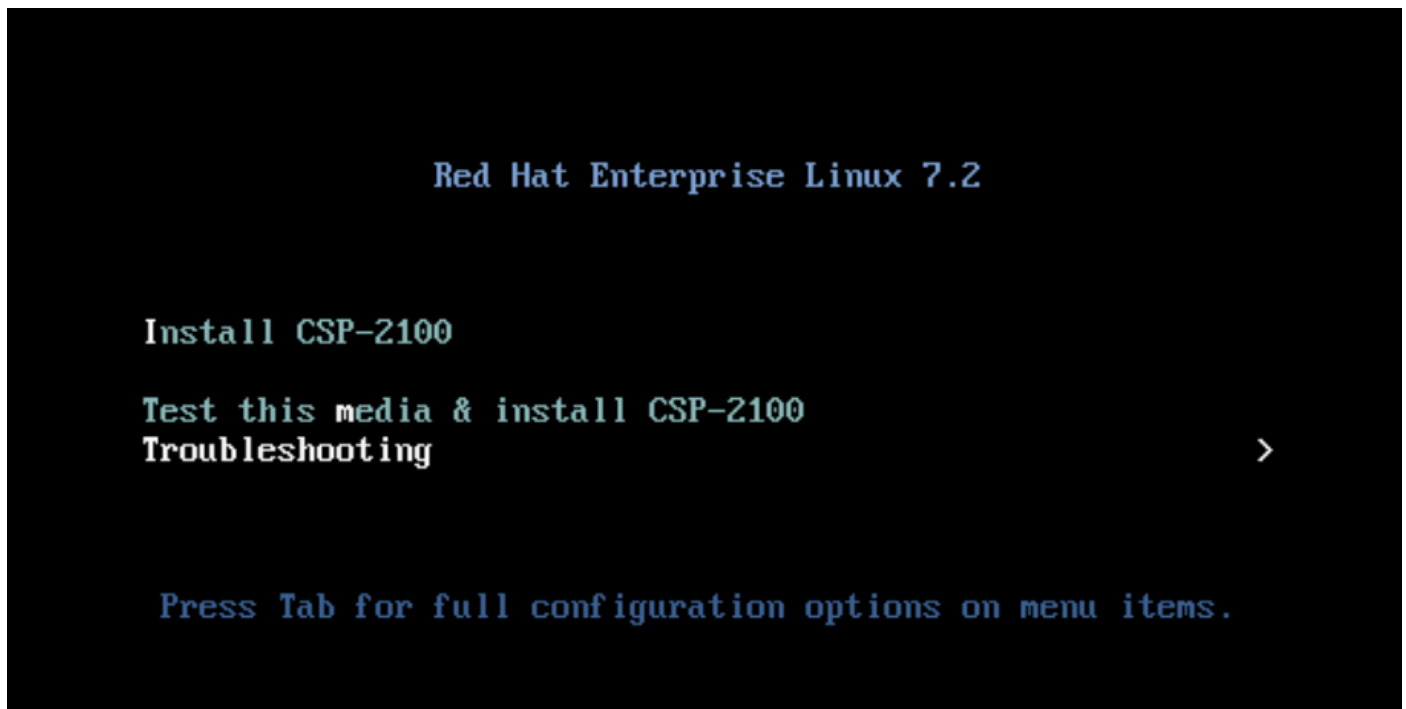 Red Hat Enterprise Linux 7.2
Install CSP-2100
Test this media & install CSP-2100
Troubleshooting >
Press Tab for full configuration options on menu items.